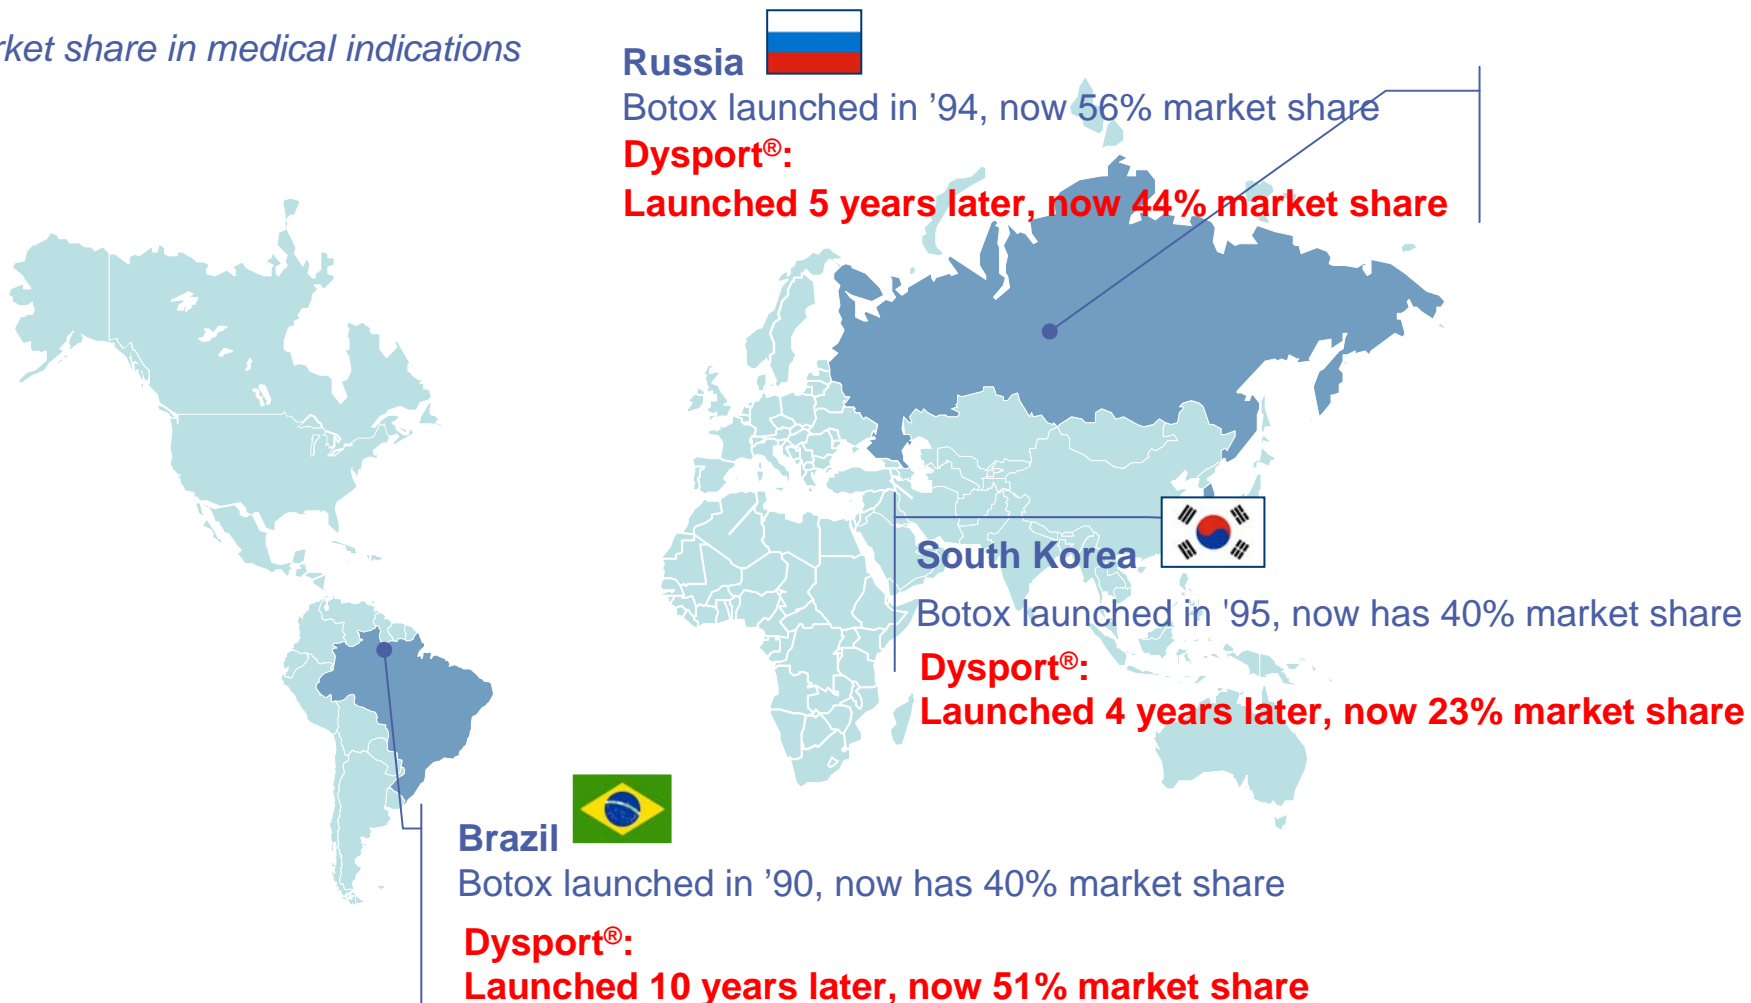 market share in medical indications
Russia
Botox launched in ’94, now 56% market share
Dysport®:
Launched 5 years later, now 44% market share
South Korea
Botox launched in '95, now has 40% market share
Dysport®:
Launched 4 years later, now 23% market share
Brazil
Botox launched in ’90, now has 40% market share
Dysport®:
Launched 10 years later, now 51% market share